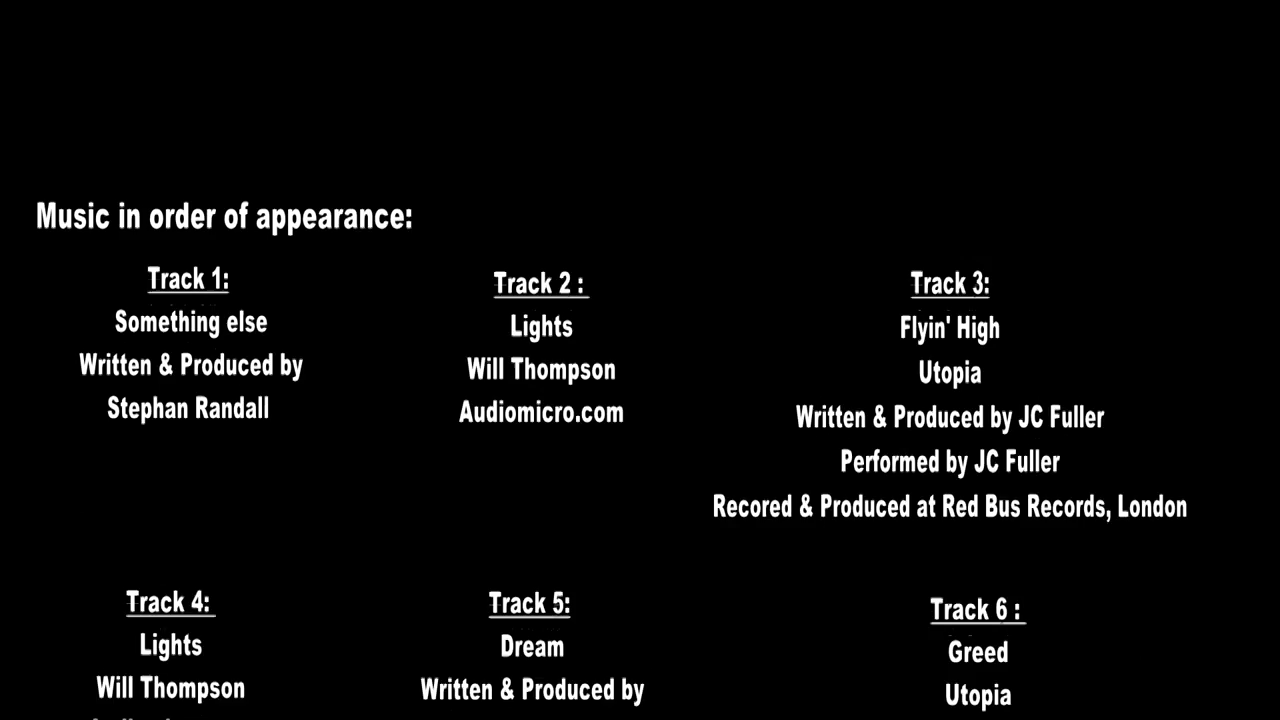 Music in order of appearance:
Track 1:
Something else
Written & Produced by
Stephan Randall
Track 2 :
Lights
Will Thompson
Audiomicro.com
Track 3:
Flyin' High
Utopia
Written & Produced by JC Fuller
Performed by JC Fuller
Recored & Produced at Red Bus Records, London
Track 4:
Lights
Will Thompson
Track 5:
Dream
Written & Produced by
Track 6 :
Greed
Utopia